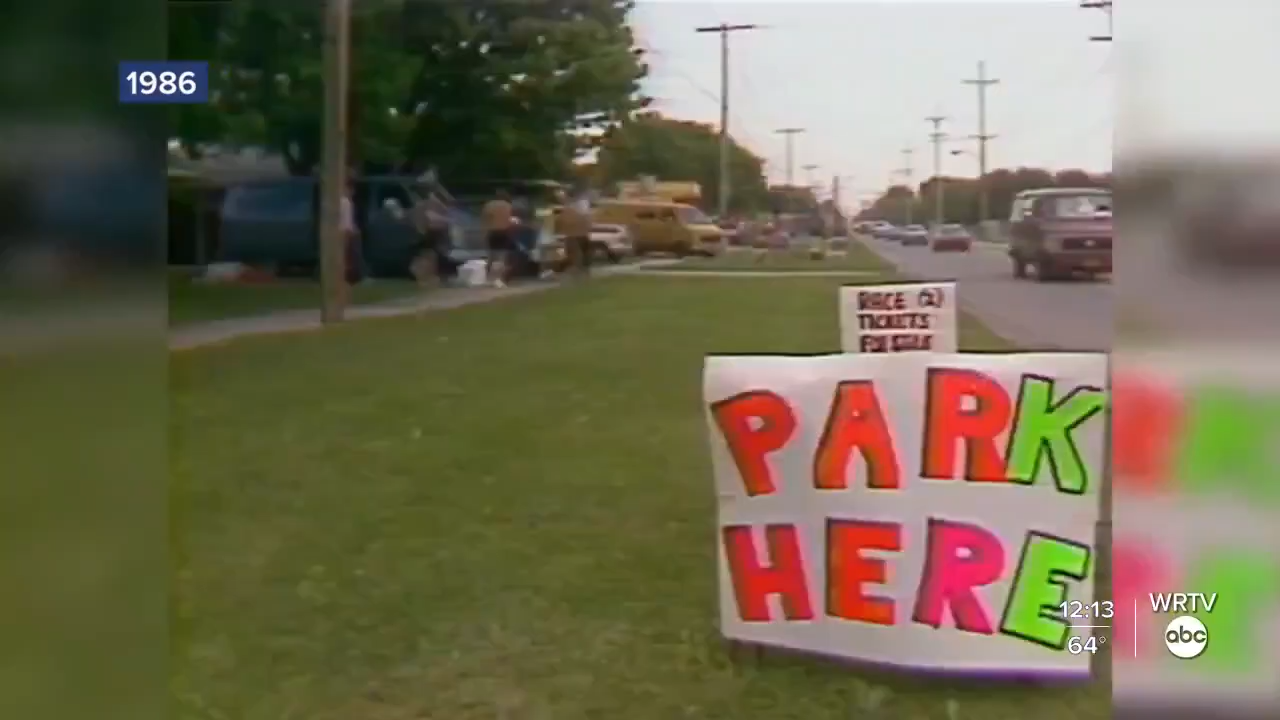 1986
RACE (2)
TICKETS
FOR SALE
PARK
HERE
12:13
64°
WRTV
abc